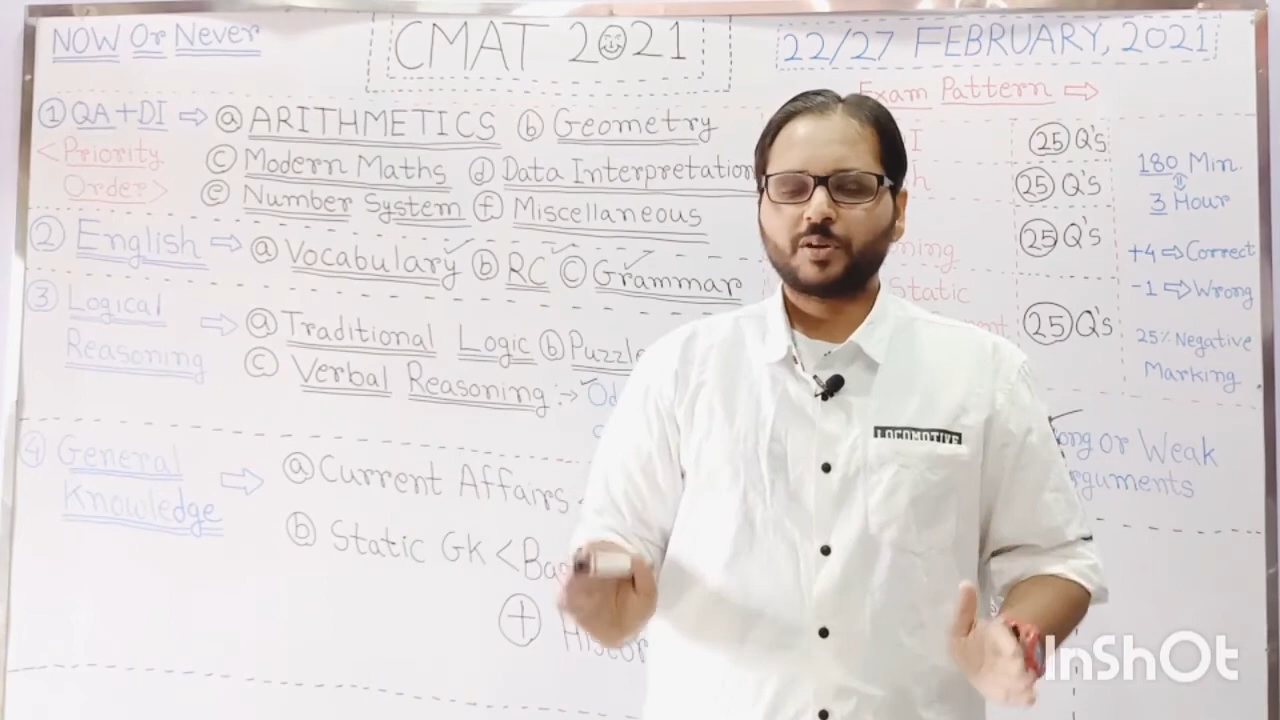 NOW Or Never
CMAT 2021
22/27 FEBRUARY, 2021
Exam Pattern ⇨
① QA+DI ⇨ ⓐ ARITHMETICS ⓑ Geometry
<Priority Order>
ⓒ Modern Maths ⓓ Data Interpretation
ⓔ Number System ⓕ Miscellaneous
② English ⇨ ⓐ Vocabulary ✓ ⓑ RC ✓ ⓒ Grammar ✓
③ Logical Reasoning ⇨ ⓐ Traditional Logic ⓑ
ⓒ Verbal Reasoning :→ ✓
④ General Knowledge ⇨ ⓐ Current Affairs
ⓑ Static GK <
⊕
25 Q's
25 Q's
25 Q's
Static
25 Q's
180 Min.
⇕
3 Hour
+4 ⇨ Correct
-1 ⇨ Wrong
25% Negative
Marking
or Weak
LOCOMOTIVE
InShOt